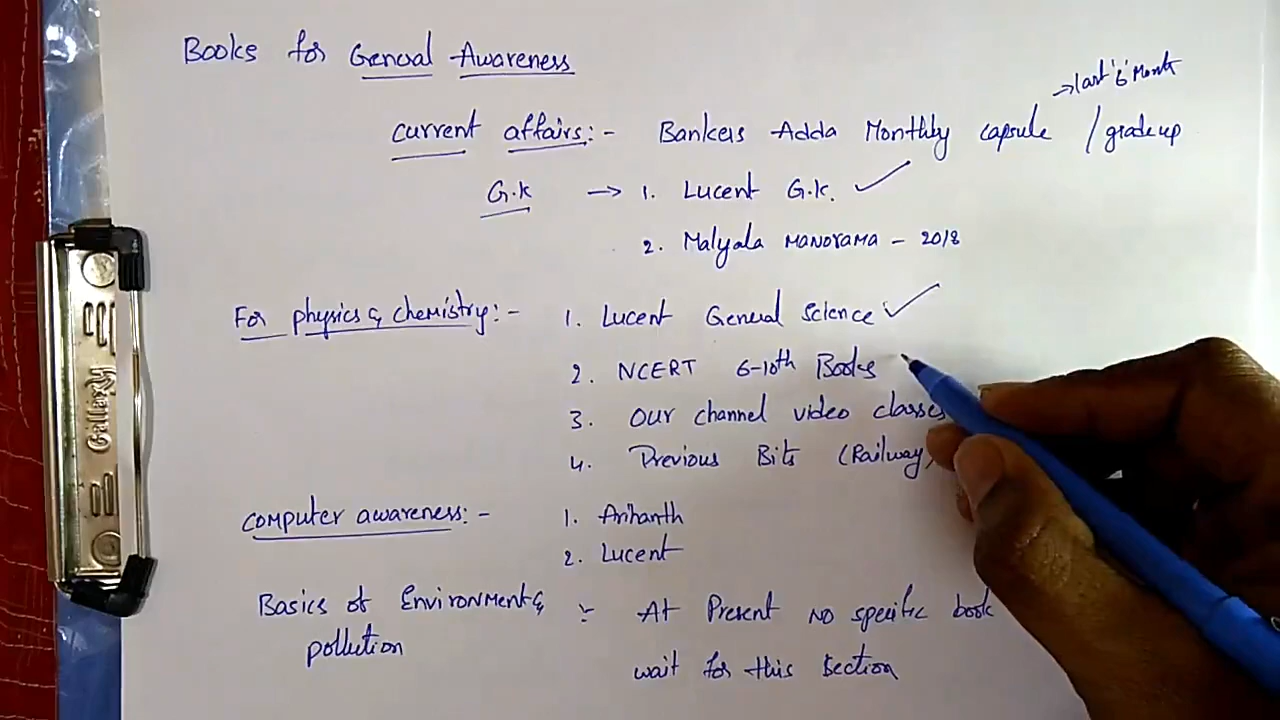 Books for General Awareness
→ last '6' Month
current affairs:- Bankers Adda Monthly capsule / gradeup
G.K → 1. Lucent G.K. ✓
2. Malyala MANORAMA - 2018
For physics & chemistry:- 1. Lucent General Science ✓
2. NCERT 6-10th Books
3. Our channel video classes
4. Previous Bits (Railway)
computer awareness:- 1. Arihanth
2. Lucent
Basics of Environment & :- At Present no specific book
pollution wait for this section
Gallaxy